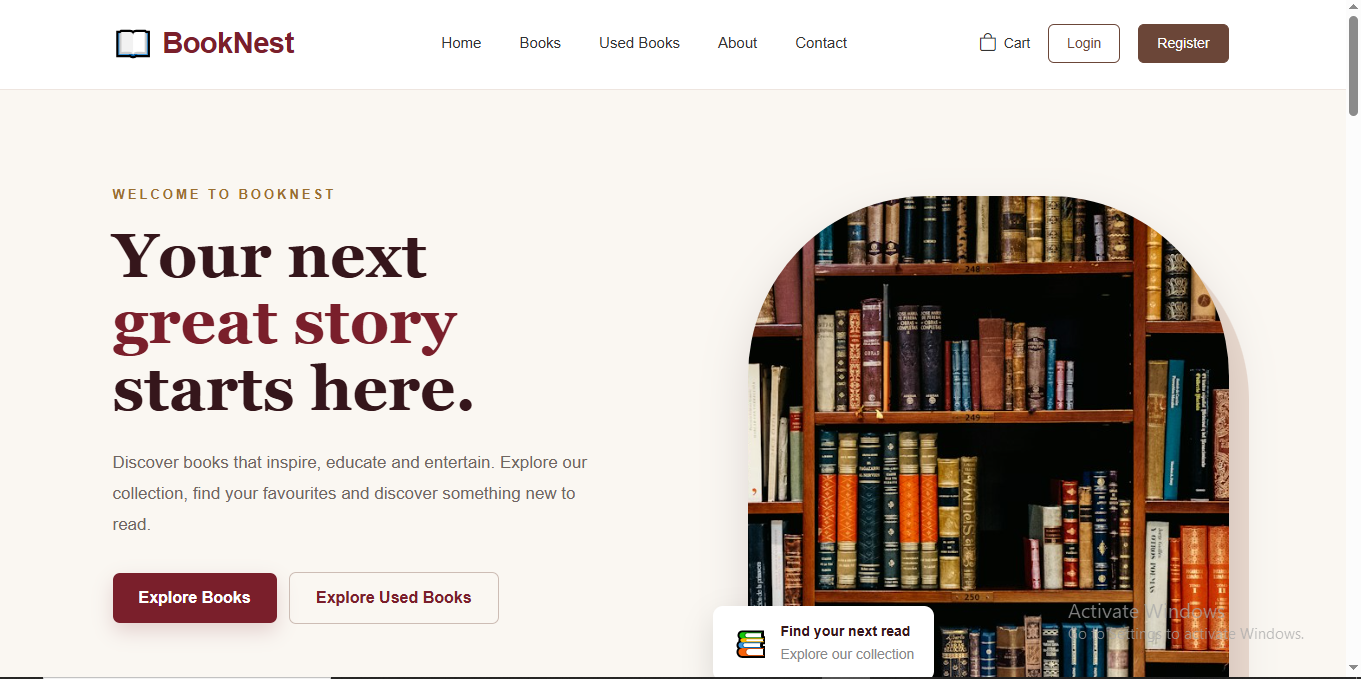 BookNest
Home Books Used Books About Contact
Cart Login Register
WELCOME TO BOOKNEST
Your next
great story
starts here.
Discover books that inspire, educate and entertain. Explore our
collection, find your favourites and discover something new to
read.
Explore Books Explore Used Books
248
249
250
Find your next read
Explore our collection
Activate Windows
Go to Settings to activate Windows.